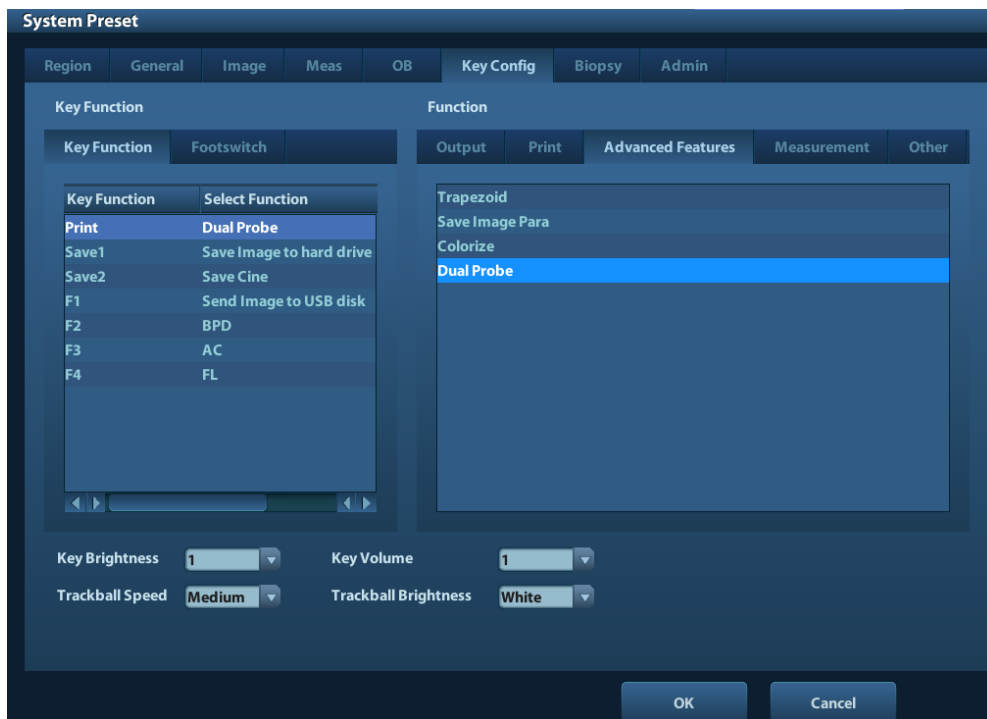 System Preset
Region General Image Meas OB Key Config Biopsy Admin
Key Function Function
Key Function Footswitch Output Print Advanced Features Measurement Other
Key Function Select Function
Print Dual Probe
Save1 Save Image to hard drive
Save2 Save Cine
F1 Send Image to USB disk
F2 BPD
F3 AC
F4 FL
Trapezoid
Save Image Para
Colorize
Dual Probe
Key Brightness 1 Key Volume 1
Trackball Speed Medium Trackball Brightness White
OK Cancel